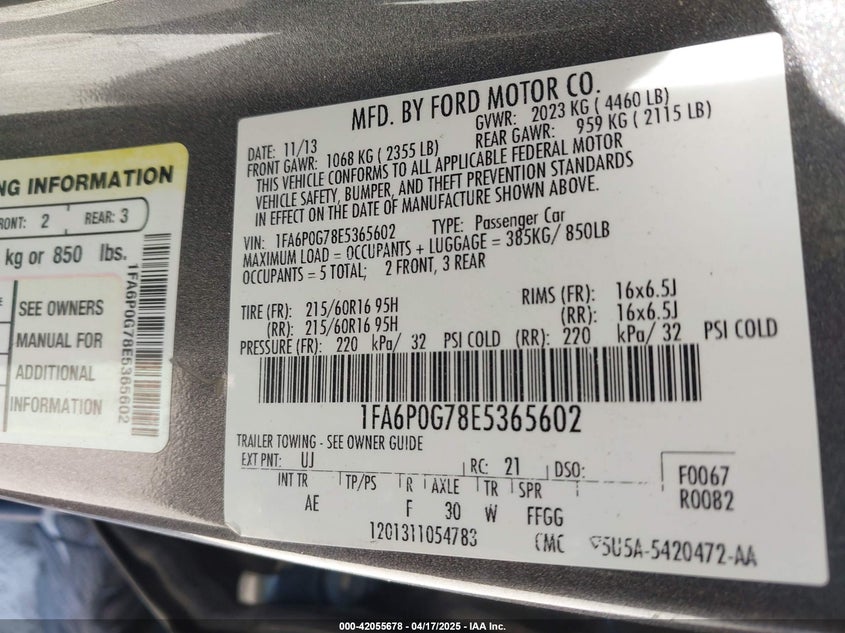 NG INFORMATION
RONT: 2 REAR: 3
kg or 850 lbs.
SEE OWNERS
MANUAL FOR
ADDITIONAL
INFORMATION
1FA6P0G78E5365602
MFD. BY FORD MOTOR CO.
DATE: 11/13 GVWR: 2023 KG ( 4460 LB)
FRONT GAWR: 1068 KG ( 2355 LB) REAR GAWR: 959 KG ( 2115 LB)
THIS VEHICLE CONFORMS TO ALL APPLICABLE FEDERAL MOTOR
VEHICLE SAFETY, BUMPER, AND THEFT PREVENTION STANDARDS
IN EFFECT ON THE DATE OF MANUFACTURE SHOWN ABOVE.
VIN: 1FA6P0G78E5365602 TYPE: Passenger Car
MAXIMUM LOAD = OCCUPANTS + LUGGAGE = 385KG/ 850LB
OCCUPANTS = 5 TOTAL; 2 FRONT, 3 REAR
TIRE (FR): 215/60R16 95H RIMS (FR): 16x6.5J
(RR): 215/60R16 95H (RR): 16x6.5J
PRESSURE (FR): 220 kPa/ 32 PSI COLD (RR): 220 kPa/ 32 PSI COLD
1FA6P0G78E5365602
TRAILER TOWING - SEE OWNER GUIDE
EXT PNT: UJ RC: 21 DSO: F0067
INT TR TP/PS R AXLE TR SPR R0082
AE F 30 W FFGG
1201311054783 5U5A-5420472-AA
000-42055678 - 04/17/2025 - IAA Inc.